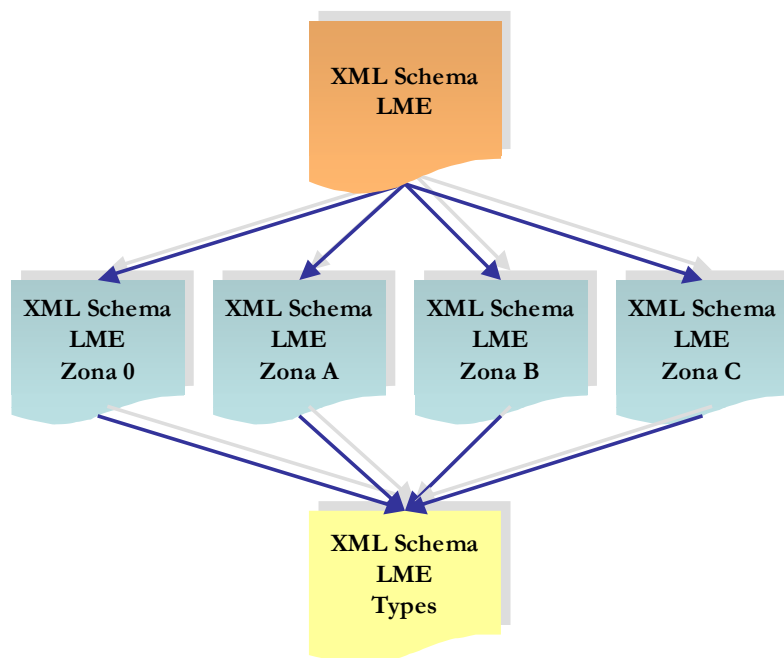 XML Schema
LME
XML Schema
LME
Zona 0
XML Schema
LME
Zona A
XML Schema
LME
Zona B
XML Schema
LME
Zona C
XML Schema
LME
Types